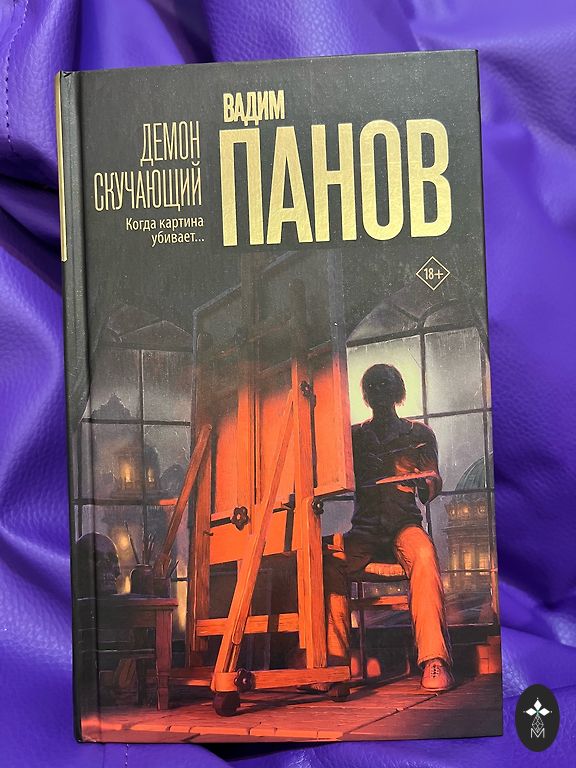 ВАДИМ
ПАНОВ
ДЕМОН
СКУЧАЮЩИЙ
Когда картина
убивает...
18+